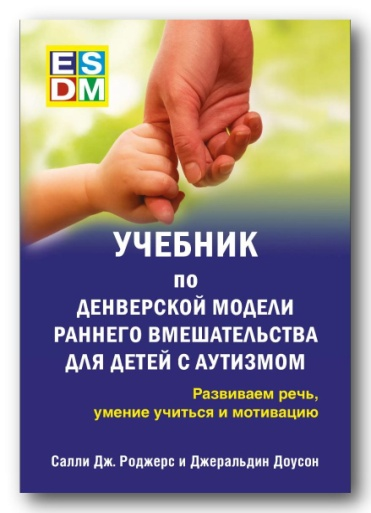 ES
DM
УЧЕБНИК
по
ДЕНВЕРСКОЙ МОДЕЛИ
РАННЕГО ВМЕШАТЕЛЬСТВА
ДЛЯ ДЕТЕЙ С АУТИЗМОМ
Развиваем речь,
умение учиться и мотивацию
Салли Дж. Роджерс и Джеральдин Доусон